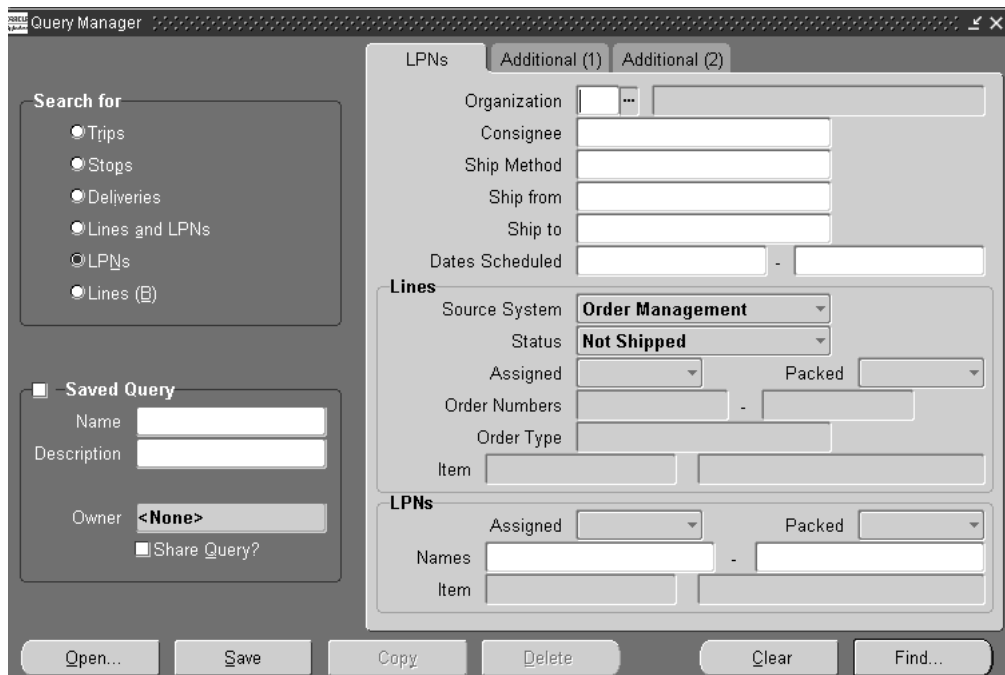 Query Manager
LPNs
Additional (1)
Additional (2)
Search for
Trips
Stops
Deliveries
Lines and LPNs
LPNs
Lines (B)
Saved Query
Name
Description
Owner <None>
Share Query?
Organization
Consignee
Ship Method
Ship from
Ship to
Dates Scheduled -
Lines
Source System Order Management
Status Not Shipped
Assigned Packed
Order Numbers -
Order Type
Item
LPNs
Assigned Packed
Names -
Item
Open...
Save
Copy
Delete
Clear
Find...